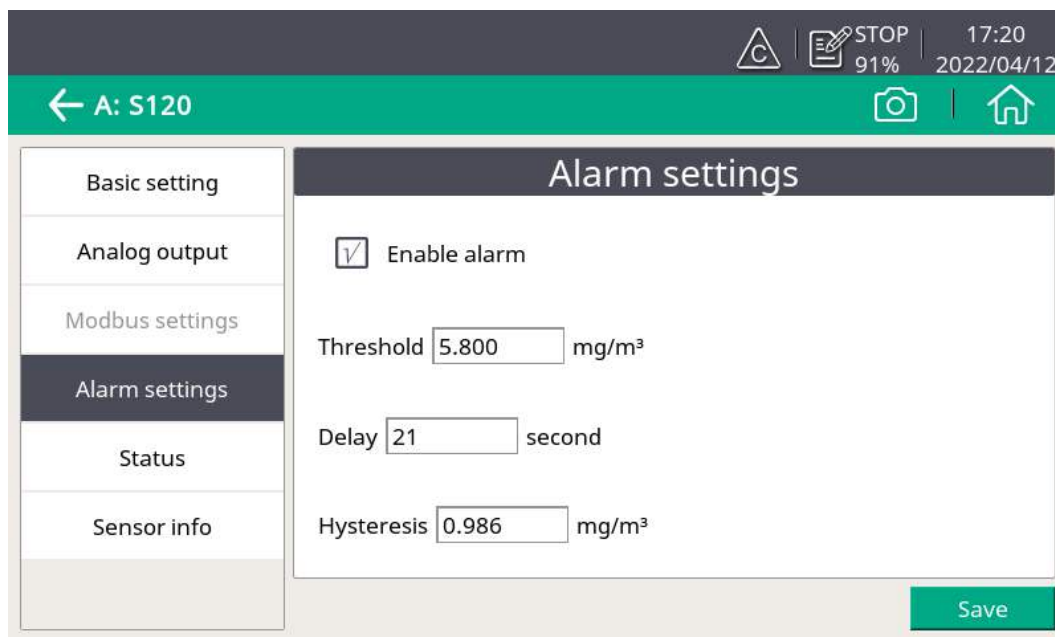 C
STOP 17:20
91% 2022/04/12
A: S120
Basic setting
Analog output
Modbus settings
Alarm settings
Status
Sensor info
Alarm settings
√ Enable alarm
Threshold 5.800 mg/m³
Delay 21 second
Hysteresis 0.986 mg/m³
Save